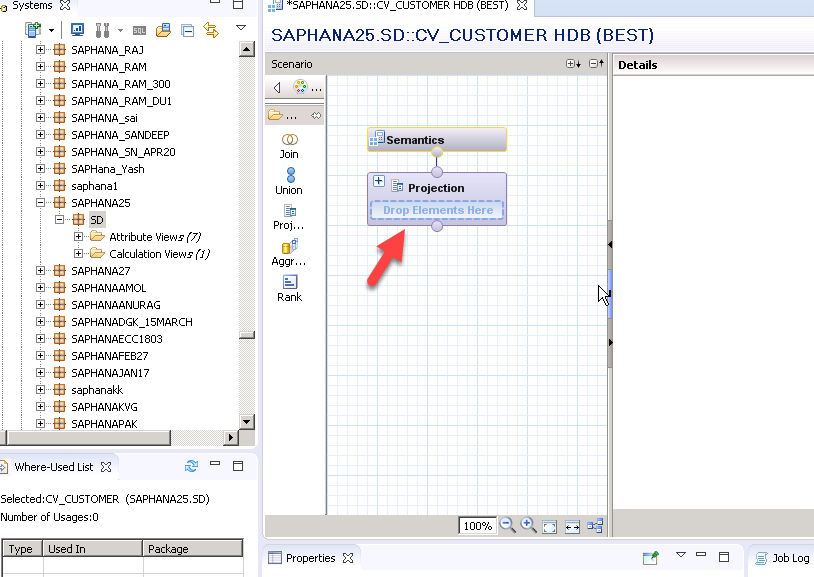 Systems
SAPHANA_RAJ
SAPHANA_RAM
SAPHANA_RAM_300
SAPHANA_RAM_DU1
SAPHANA_sai
SAPHANA_SANDEEP
SAPHANA_SN_APR20
SAPHana_Yash
saphana1
SAPHANA25
SD
Attribute Views (7)
Calculation Views (1)
SAPHANA27
SAPHANAAMOL
SAPHANAANURAG
SAPHANADGK_15MARCH
SAPHANAECC1803
SAPHANAFEB27
SAPHANAJAN17
saphanakk
SAPHANAKVG
SAPHANAPAK
Where-Used List
Selected:CV_CUSTOMER (SAPHANA25.SD)
Number of Usages:0
Type Used In Package
*SAPHANA25.SD::CV_CUSTOMER HDB (BEST)
SAPHANA25.SD::CV_CUSTOMER HDB (BEST)
Scenario
...
...
Join
Union
Proj...
Aggr...
Rank
Semantics
Projection
Drop Elements Here
100%
Details
Properties
Job Log